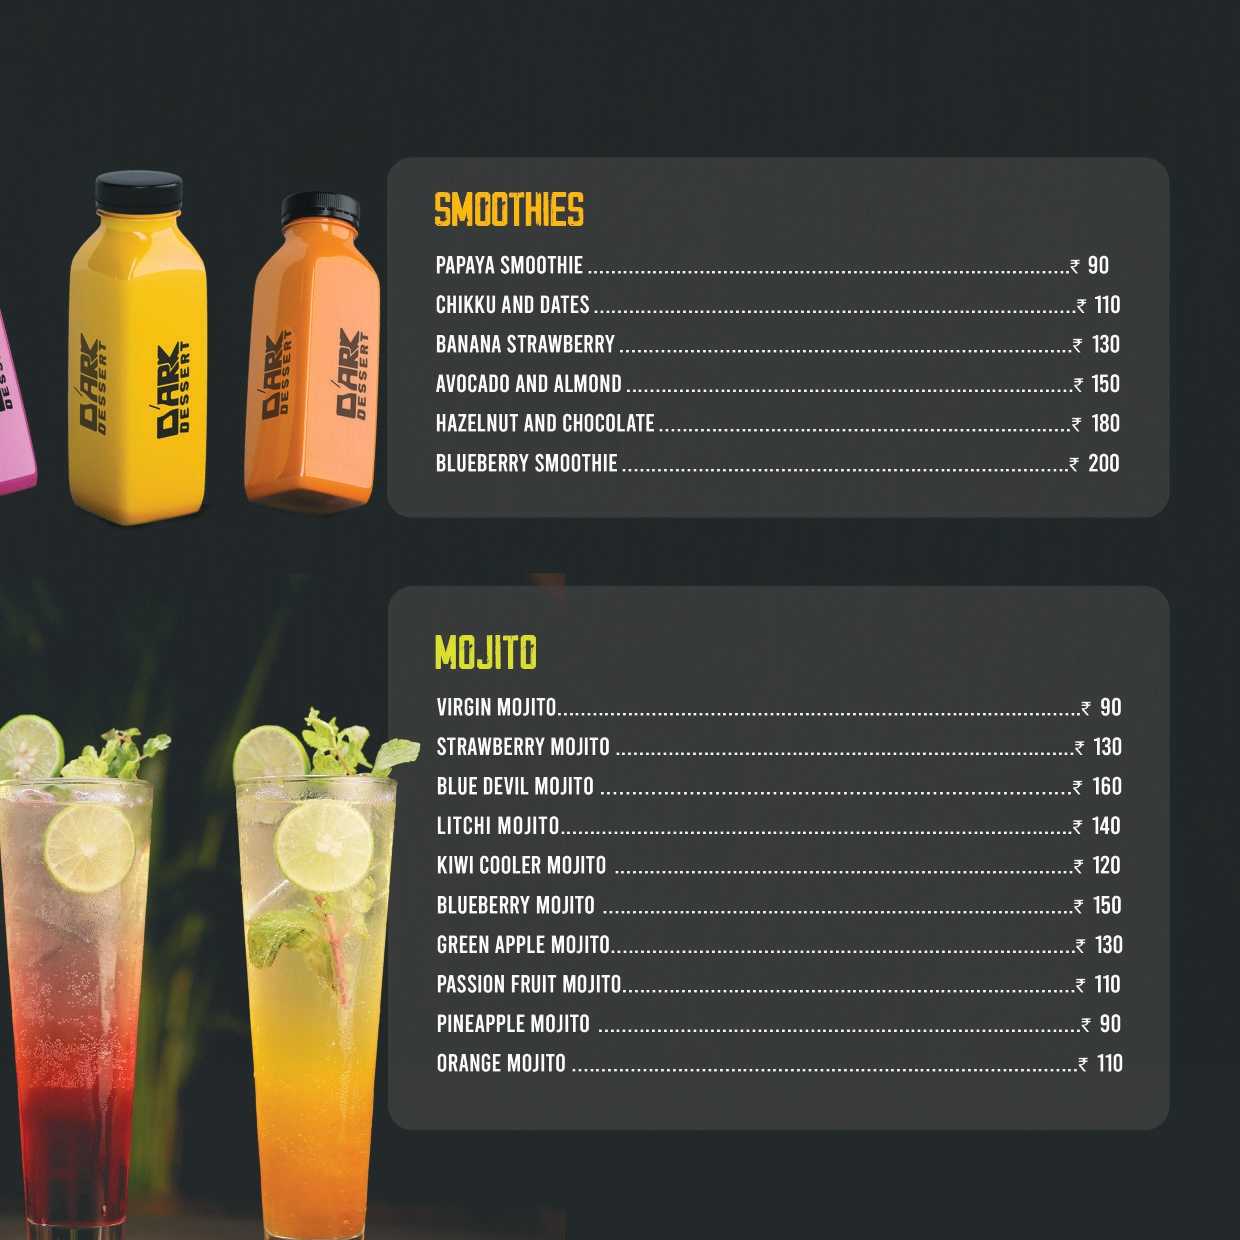 D'ARK
DESSERT
D'ARK
DESSERT
D'ARK
DESSERT
D'ARK
DESSERT
SMOOTHIES
PAPAYA SMOOTHIE ₹ 90
CHIKKU AND DATES ₹ 110
BANANA STRAWBERRY ₹ 130
AVOCADO AND ALMOND ₹ 150
HAZELNUT AND CHOCOLATE ₹ 180
BLUEBERRY SMOOTHIE ₹ 200
MOJITO
VIRGIN MOJITO ₹ 90
STRAWBERRY MOJITO ₹ 130
BLUE DEVIL MOJITO ₹ 160
LITCHI MOJITO ₹ 140
KIWI COOLER MOJITO ₹ 120
BLUEBERRY MOJITO ₹ 150
GREEN APPLE MOJITO ₹ 130
PASSION FRUIT MOJITO ₹ 110
PINEAPPLE MOJITO ₹ 90
ORANGE MOJITO ₹ 110